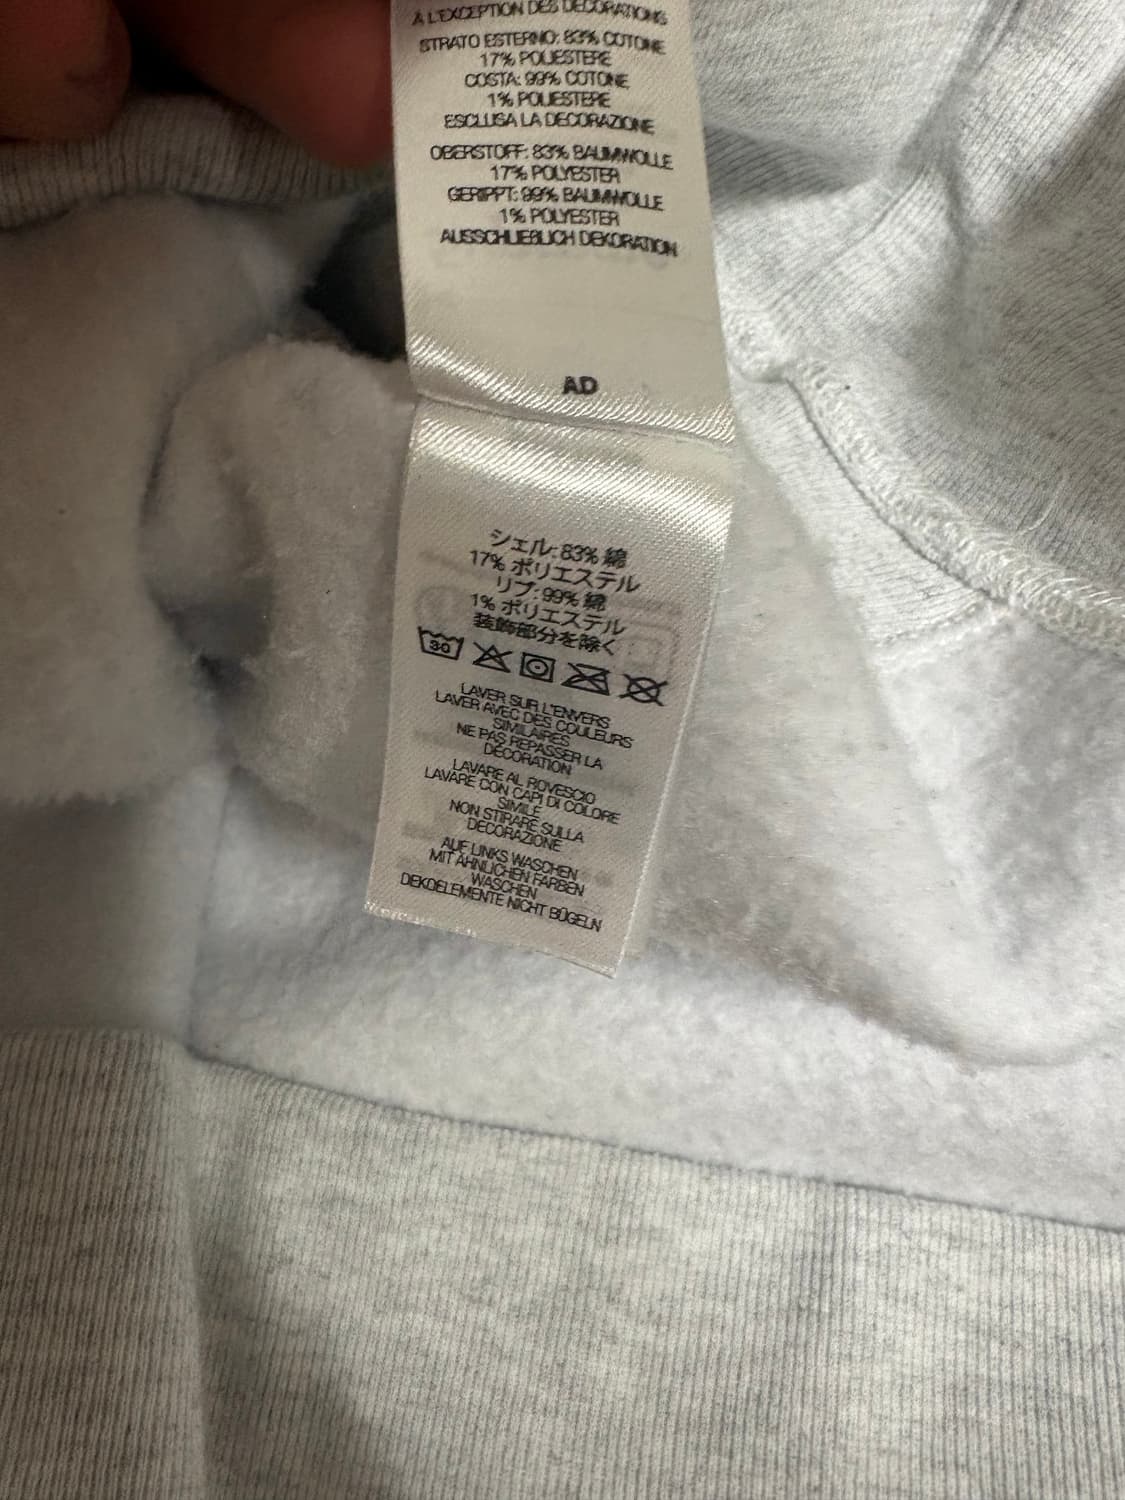 À L'EXCEPTION DES DÉCORATIONS
STRATO ESTERNO: 83% COTONE
17% POLIESTERE
COSTA: 99% COTONE
1% POLIESTERE
ESCLUSA LA DECORAZIONE
OBERSTOFF: 83% BAUMWOLLE
17% POLYESTER
GERIPPT: 99% BAUMWOLLE
1% POLYESTER
AUSSCHLIEBLICH DEKORATION
AD
シェル: 83% 綿
17% ポリエステル
リブ: 99% 綿
1% ポリエステル
装飾部分を除く
30
LAVER SUR L'ENVERS
LAVER AVEC DES COULEURS
SIMILAIRES
NE PAS REPASSER LA
DÉCORATION
LAVARE AL ROVESCIO
LAVARE CON CAPI DI COLORE
SIMILE
NON STIRARE SULLA
DECORAZIONE
AUF LINKS WASCHEN
MIT ÄHNLICHEN FARBEN
WASCHEN
DEKOELEMENTE NICHT BÜGELN